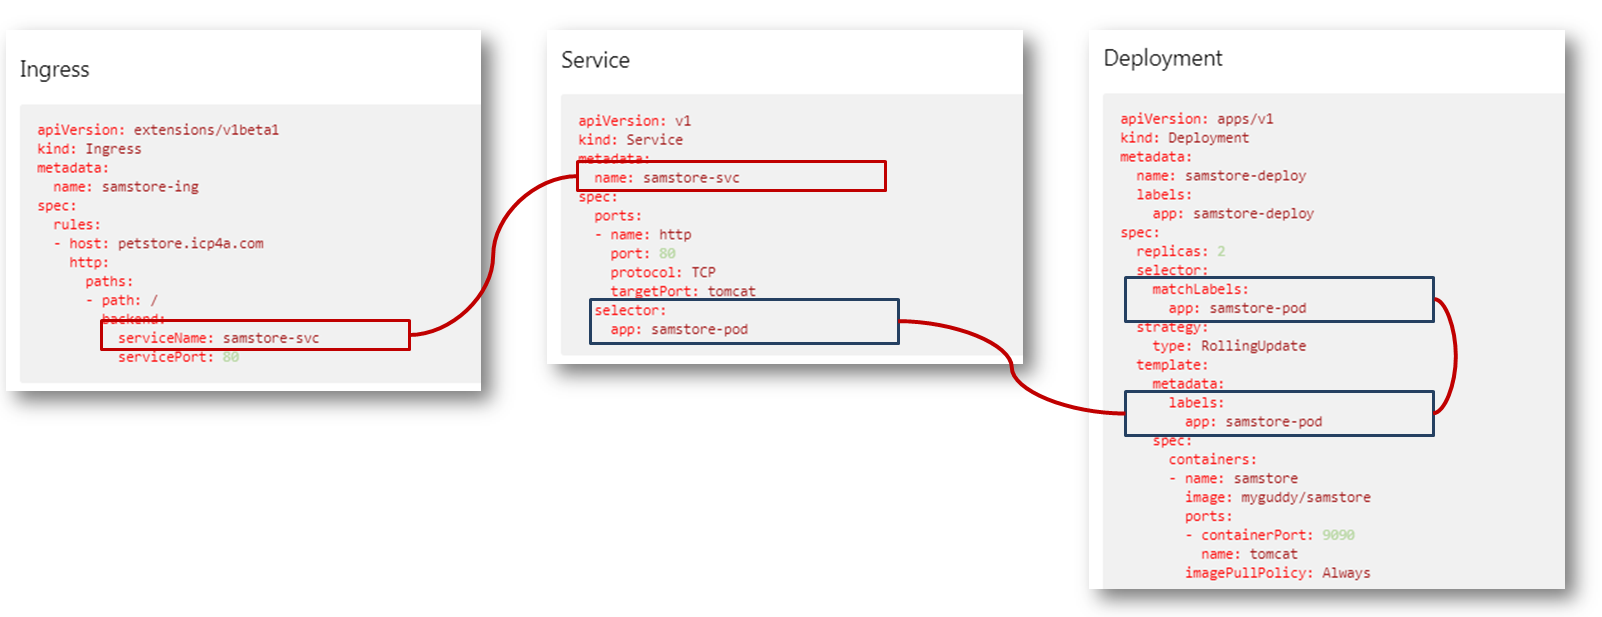 Ingress
apiVersion: extensions/v1beta1
kind: Ingress
metadata:
  name: samstore-ing
spec:
  rules:
  - host: petstore.icp4a.com
    http:
      paths:
      - path: /
        backend:
          serviceName: samstore-svc
          servicePort: 80
Service
apiVersion: v1
kind: Service
metadata:
  name: samstore-svc
spec:
  ports:
  - name: http
    port: 80
    protocol: TCP
    targetPort: tomcat
  selector:
    app: samstore-pod
Deployment
apiVersion: apps/v1
kind: Deployment
metadata:
  name: samstore-deploy
  labels:
    app: samstore-deploy
spec:
  replicas: 2
  selector:
    matchLabels:
      app: samstore-pod
  strategy:
    type: RollingUpdate
  template:
    metadata:
      labels:
        app: samstore-pod
    spec:
      containers:
      - name: samstore
        image: myguddy/samstore
        ports:
        - containerPort: 9090
          name: tomcat
        imagePullPolicy: Always